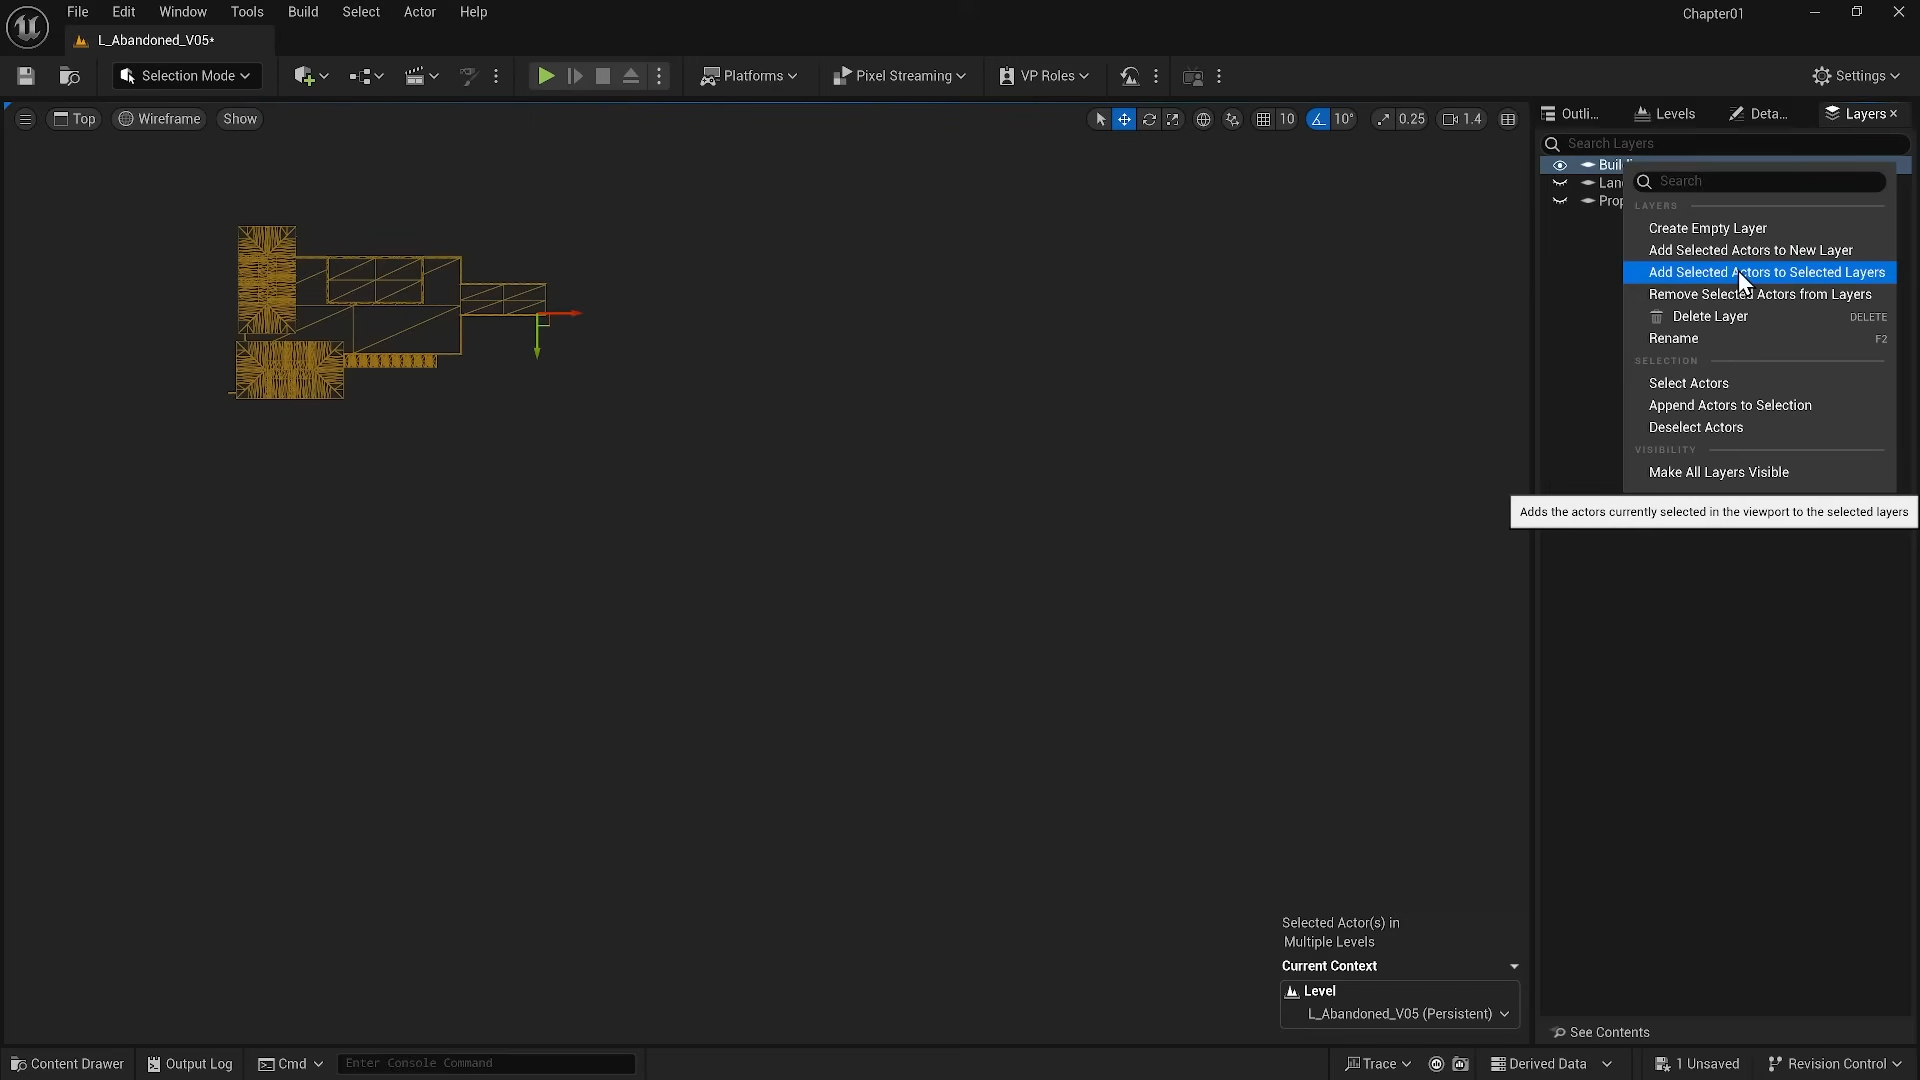 File
Edit
Window
Tools
Build
Select
Actor
Help
Chapter01
L_Abandoned_V05*
Selection Mode
Platforms
Pixel Streaming
VP Roles
Settings
Top
Wireframe
Show
10
10°
0.25
1.4
Outli...
Levels
Deta...
Layers
Search Layers
Buil
Lan
Prop
Search
LAYERS
Create Empty Layer
Add Selected Actors to New Layer
Add Selected Actors to Selected Layers
Remove Selected Actors from Layers
Delete Layer DELETE
Rename F2
SELECTION
Select Actors
Append Actors to Selection
Deselect Actors
VISIBILITY
Make All Layers Visible
Adds the actors currently selected in the viewport to the selected layers
Selected Actor(s) in
Multiple Levels
Current Context
Level
L_Abandoned_V05 (Persistent)
See Contents
Content Drawer
Output Log
Cmd
Enter Console Command
Trace
Derived Data
1 Unsaved
Revision Control